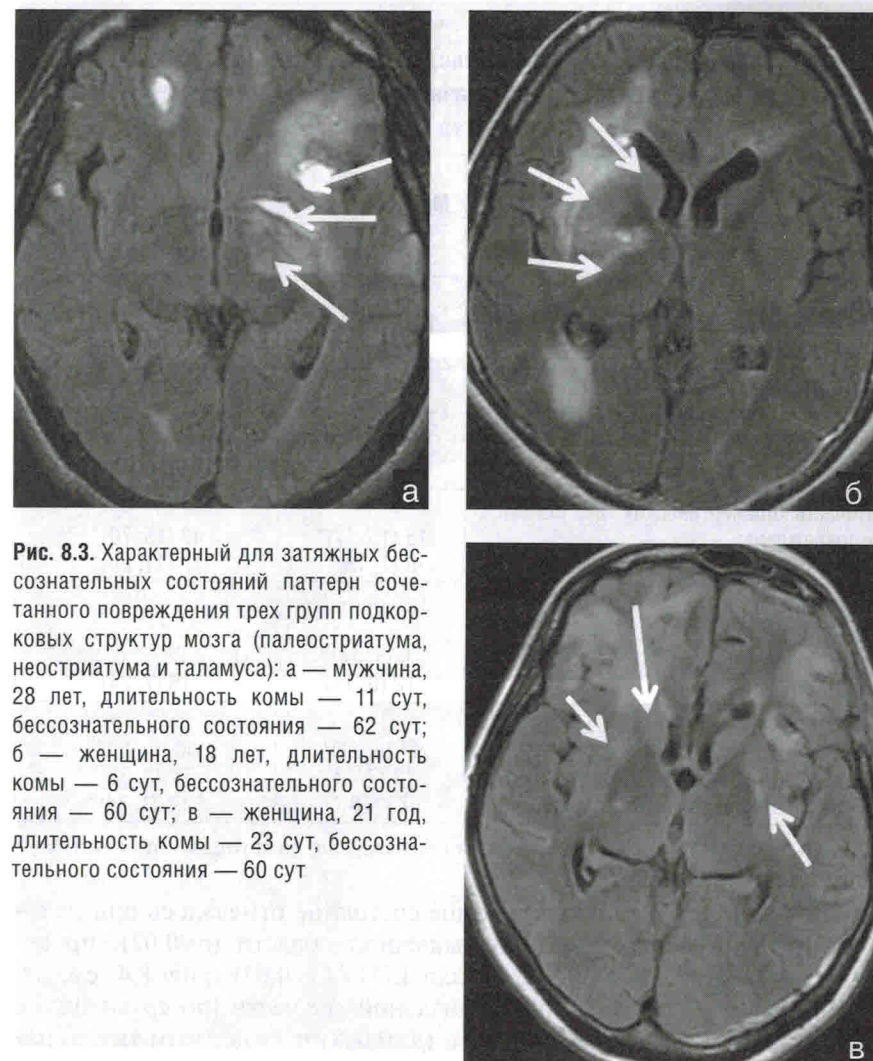 а
б
Рис. 8.3. Характерный для затяжных бес-
сознательных состояний паттерн соче-
танного повреждения трех групп подкор-
ковых структур мозга (палеостриатума,
неостриатума и таламуса): а — мужчина,
28 лет, длительность комы — 11 сут,
бессознательного состояния — 62 сут;
б — женщина, 18 лет, длительность
комы — 6 сут, бессознательного состо-
яния — 60 сут; в — женщина, 21 год,
длительность комы — 23 сут, бессозна-
тельного состояния — 60 сут
в